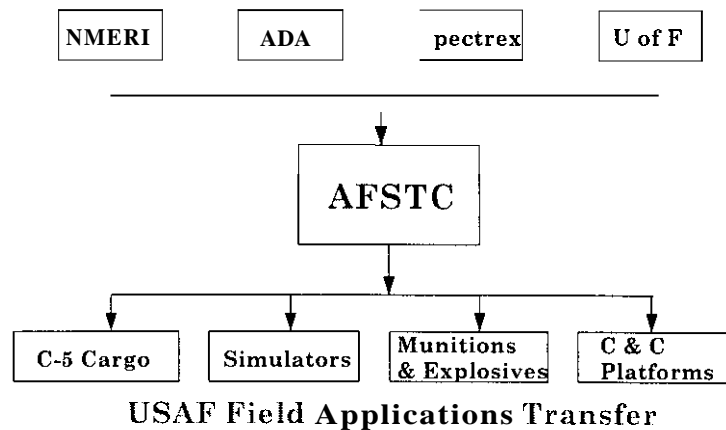 NMERI
ADA
pectrex
U of F
AFSTC
C-5 Cargo
Simulators
Munitions
& Explosives
C & C
Platforms
USAF Field Applications Transfer